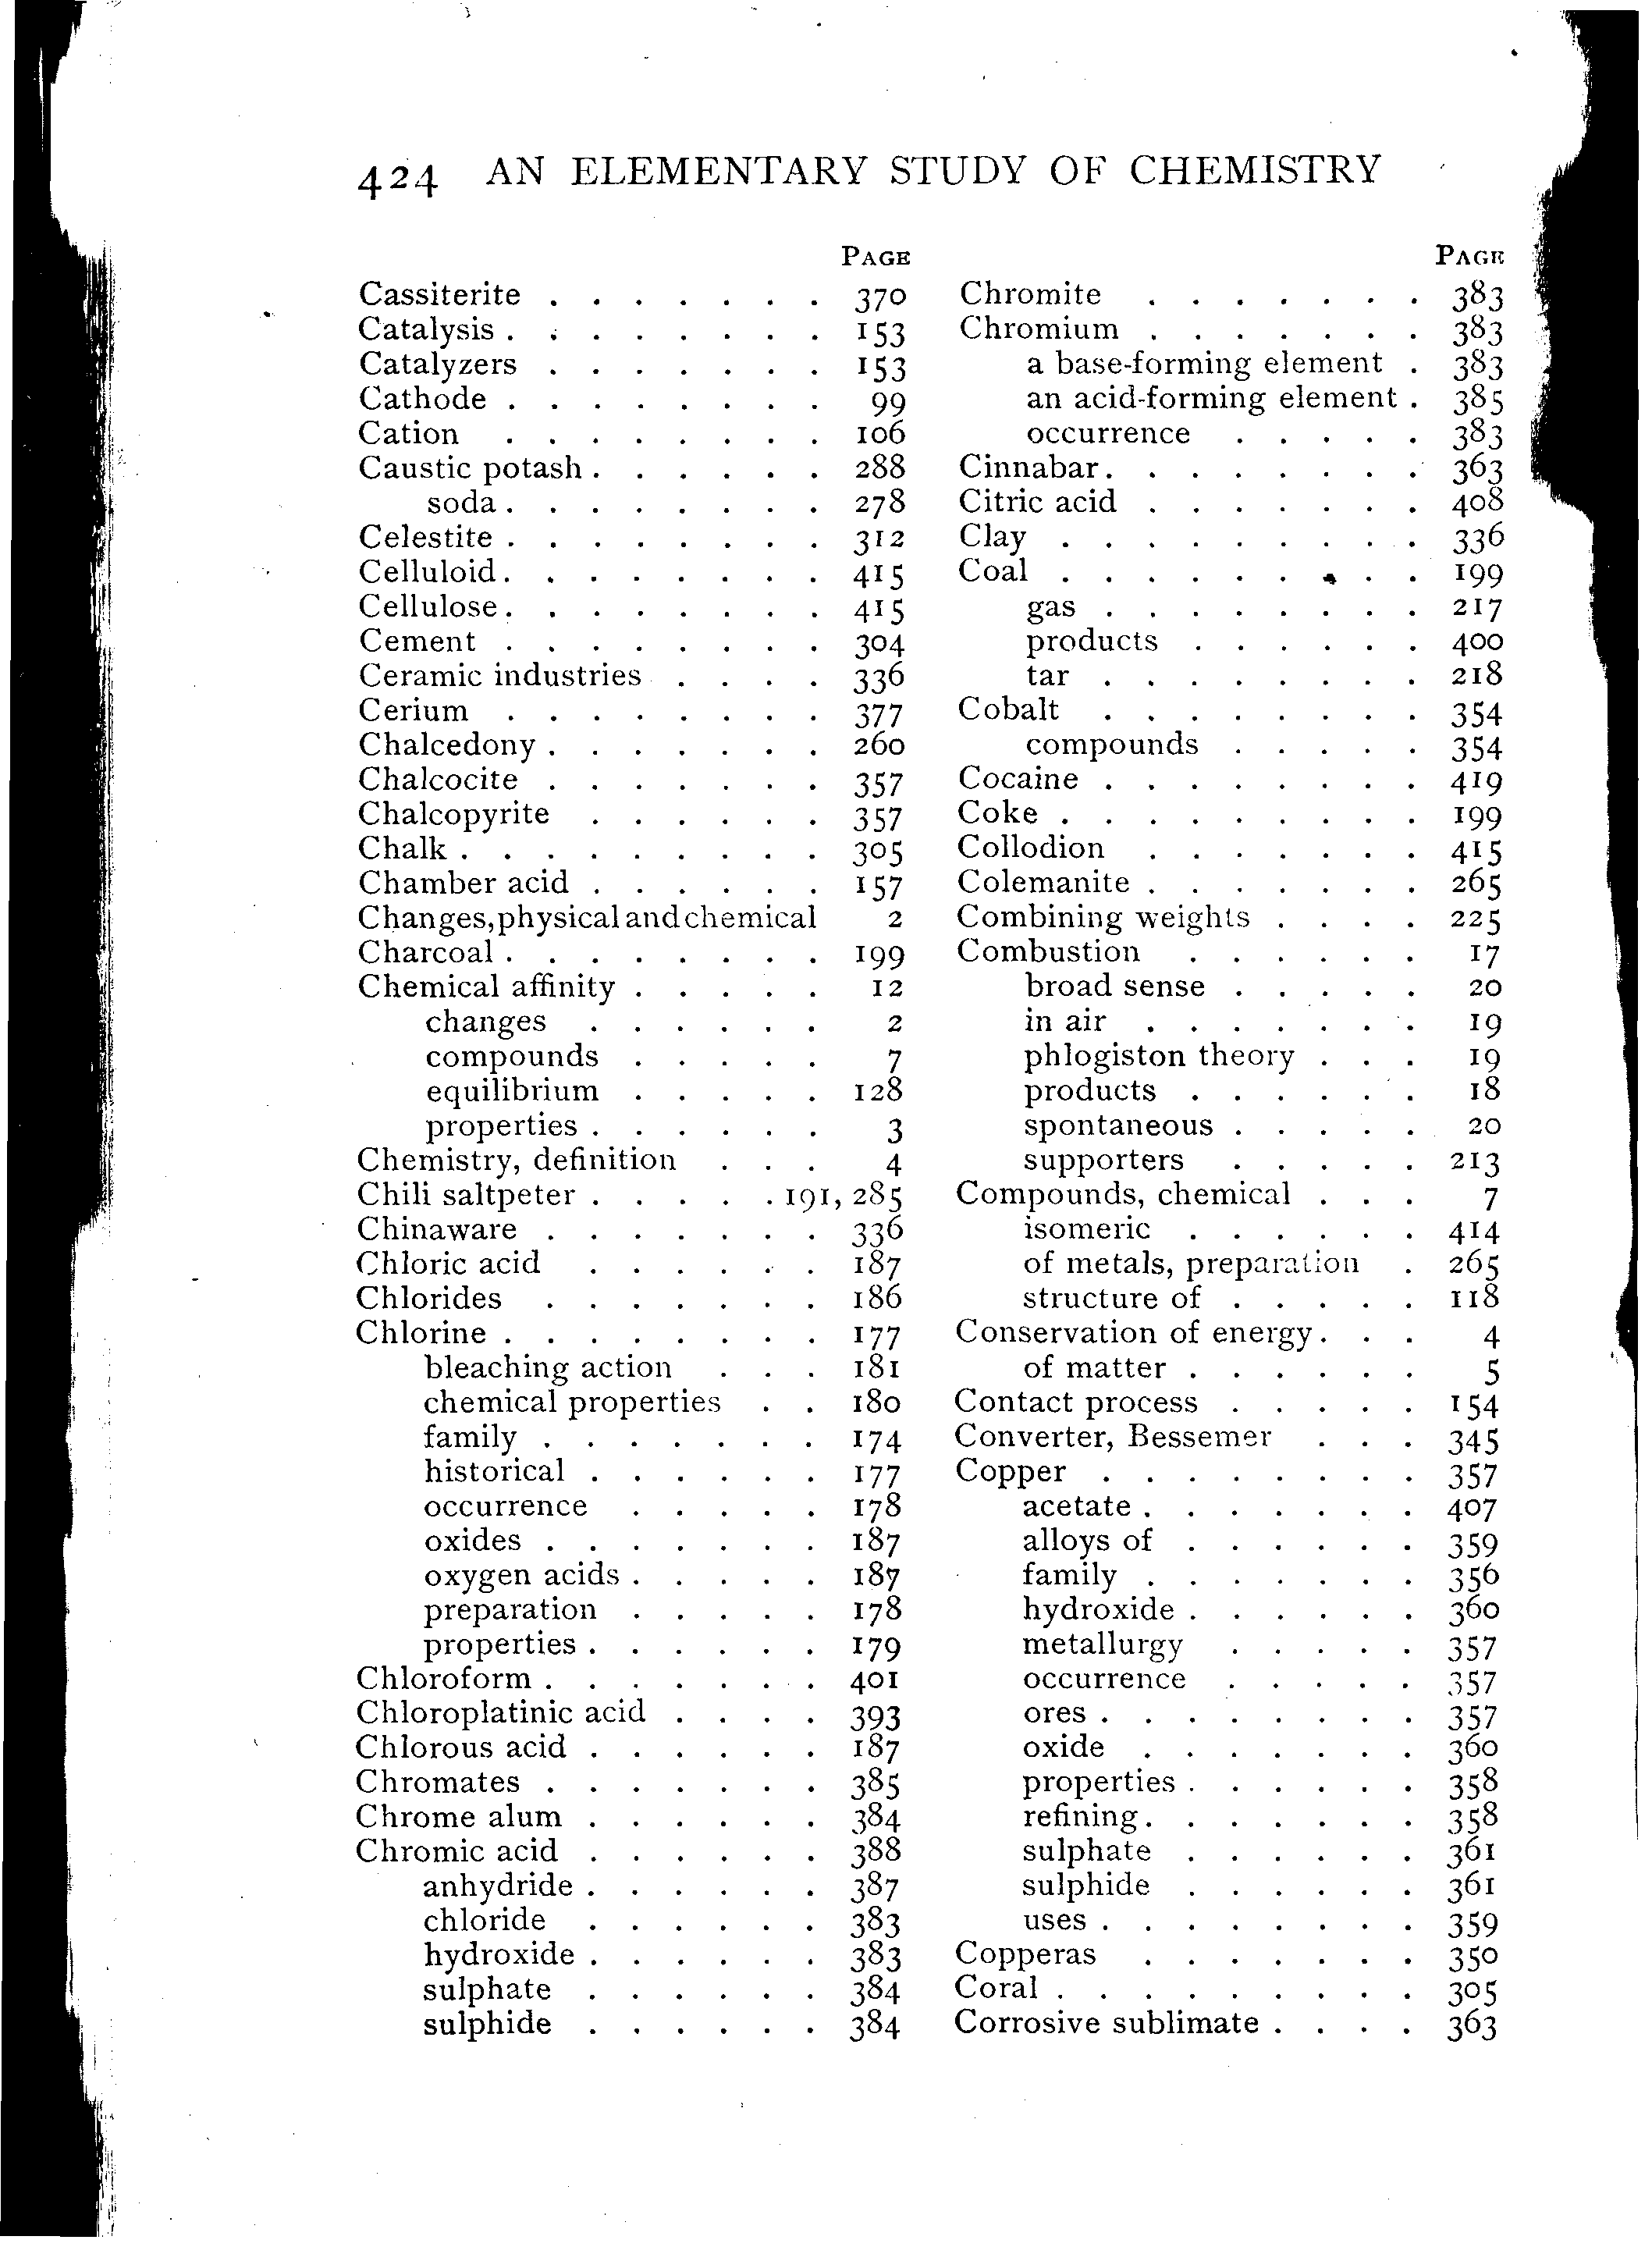 424 AN ELEMENTARY STUDY OF CHEMISTRY
PAGE
Cassiterite . . . . . . . 370
Catalysis . . . . . . . . 153
Catalyzers . . . . . . . 153
Cathode . . . . . . . . 99
Cation . . . . . . . . 106
Caustic potash . . . . . . 288
soda . . . . . . . . 278
Celestite . . . . . . . . 312
Celluloid . . . . . . . . 415
Cellulose . . . . . . . . 415
Cement . . . . . . . . 304
Ceramic industries . . . . 336
Cerium . . . . . . . . 377
Chalcedony . . . . . . . 260
Chalcocite . . . . . . . 357
Chalcopyrite . . . . . . 357
Chalk . . . . . . . . . 305
Chamber acid . . . . . . 157
Changes, physical and chemical 2
Charcoal . . . . . . . . 199
Chemical affinity . . . . . 12
changes . . . . . . 2
compounds . . . . . 7
equilibrium . . . . . 128
properties . . . . . . 3
Chemistry, definition . . . 4
Chili saltpeter . . . . . 191, 285
Chinaware . . . . . . . 336
Chloric acid . . . . . . 187
Chlorides . . . . . . . 186
Chlorine . . . . . . . . 177
bleaching action . . . 181
chemical properties . . 180
family . . . . . . . 174
historical . . . . . . 177
occurrence . . . . . 178
oxides . . . . . . . 187
oxygen acids . . . . . 187
preparation . . . . . 178
properties . . . . . . 179
Chloroform . . . . . . . 401
Chloroplatinic acid . . . . 393
Chlorous acid . . . . . . 187
Chromates . . . . . . . 385
Chrome alum . . . . . . 384
Chromic acid . . . . . . 388
anhydride . . . . . . 387
chloride . . . . . . 383
hydroxide . . . . . . 383
sulphate . . . . . . 384
sulphide . . . . . . 384
PAGE
Chromite . . . . . . . 383
Chromium . . . . . . . 383
a base-forming element . 383
an acid-forming element . 385
occurrence . . . . . 383
Cinnabar . . . . . . . . 363
Citric acid . . . . . . . 408
Clay . . . . . . . . . 336
Coal . . . . . . . . . 199
gas . . . . . . . . 217
products . . . . . . 400
tar . . . . . . . . 218
Cobalt . . . . . . . . 354
compounds . . . . . 354
Cocaine . . . . . . . . 419
Coke . . . . . . . . . 199
Collodion . . . . . . . 415
Colemanite . . . . . . . 265
Combining weights . . . . 225
Combustion . . . . . . 17
broad sense . . . . . 20
in air . . . . . . . 19
phlogiston theory . . . 19
products . . . . . . 18
spontaneous . . . . . 20
supporters . . . . . 213
Compounds, chemical . . . 7
isomeric . . . . . . 414
of metals, preparation . 265
structure of . . . . . 118
Conservation of energy . . . 4
of matter . . . . . . 5
Contact process . . . . . 154
Converter, Bessemer . . . 345
Copper . . . . . . . . 357
acetate . . . . . . . 407
alloys of . . . . . . 359
family . . . . . . . 356
hydroxide . . . . . . 360
metallurgy . . . . . 357
occurrence . . . . . 357
ores . . . . . . . . 357
oxide . . . . . . . 360
properties . . . . . . 358
refining . . . . . . . 358
sulphate . . . . . . 361
sulphide . . . . . . 361
uses . . . . . . . . 359
Copperas . . . . . . . 350
Coral . . . . . . . . . 305
Corrosive sublimate . . . . 363